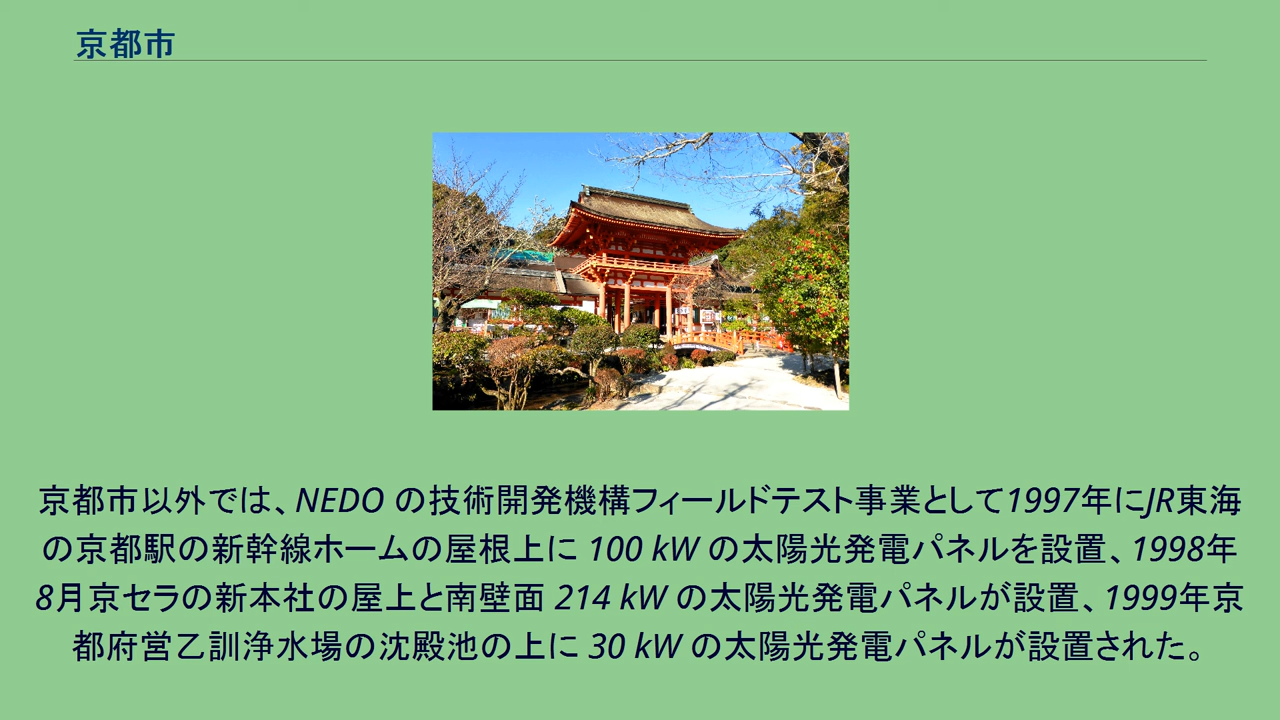 京都市
京都市以外では、NEDO の技術開発機構フィールドテスト事業として1997年にJR東海
の京都駅の新幹線ホームの屋根上に 100 kW の太陽光発電パネルを設置、1998年
8月京セラの新本社の屋上と南壁面 214 kW の太陽光発電パネルが設置、1999年京
都府営乙訓浄水場の沈殿池の上に 30 kW の太陽光発電パネルが設置された。